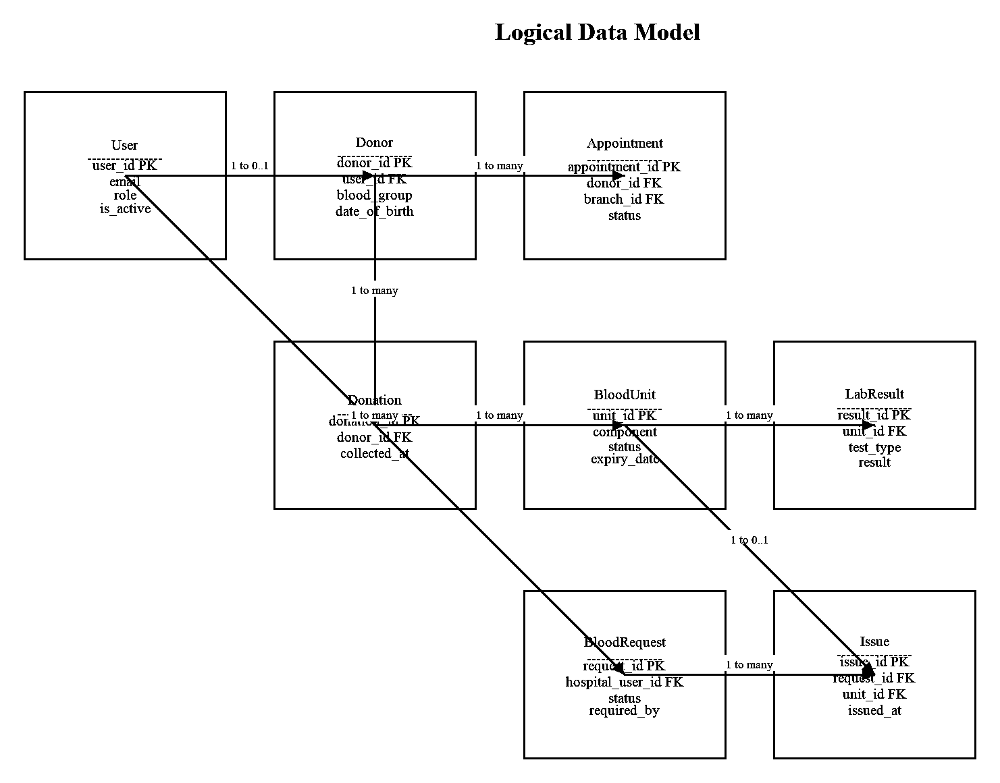 Logical Data Model
User
user_id PK
email
role
is_active
1 to 0..1
Donor
donor_id PK
user_id FK
blood_group
date_of_birth
1 to many
Appointment
appointment_id PK
donor_id FK
branch_id FK
status
1 to many
Donation
1 to many
donation_id PK
donor_id FK
collected_at
1 to many
BloodUnit
unit_id PK
component
status
expiry_date
1 to many
LabResult
result_id PK
unit_id FK
test_type
result
1 to 0..1
BloodRequest
request_id PK
hospital_user_id FK
status
required_by
1 to many
Issue
issue_id PK
request_id FK
unit_id FK
issued_at